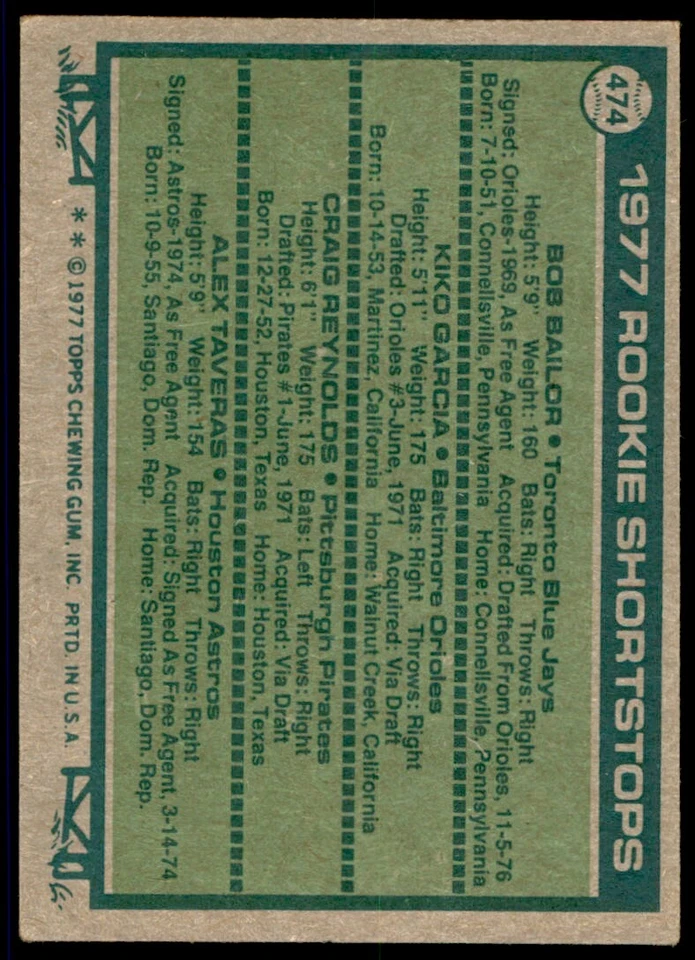 474
1977 ROOKIE SHORTSTOPS
BOB BAILOR • Toronto Blue Jays
Height: 5'9" Weight: 160 Bats: Right Throws: Right
Signed: Orioles-1969, As Free Agent Acquired: Drafted From Orioles, 11-5-76
Born: 7-10-51, Connellsville, Pennsylvania Home: Connellsville, Pennsylvania
KIKO GARCIA • Baltimore Orioles
Height: 5'11" Weight: 175 Bats: Right Throws: Right
Drafted: Orioles #3-June, 1971 Acquired: Via Draft
Born: 10-14-53, Martinez, California Home: Walnut Creek, California
CRAIG REYNOLDS • Pittsburgh Pirates
Height: 6'1" Weight: 175 Bats: Left Throws: Right
Drafted: Pirates #1-June, 1971 Acquired: Via Draft
Born: 12-27-52, Houston, Texas Home: Houston, Texas
ALEX TAVERAS • Houston Astros
Height: 5'9" Weight: 154 Bats: Right Throws: Right
Signed: Astros-1974, As Free Agent Acquired: Signed As Free Agent, 3-14-74
Born: 10-9-55, Santiago, Dom. Rep. Home: Santiago, Dom. Rep.
* * © 1977 TOPPS CHEWING GUM, INC. PRTD. IN U.S.A.